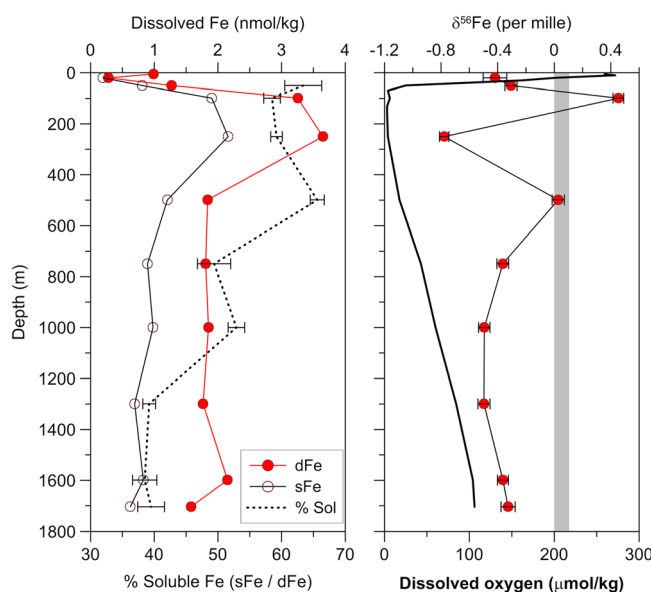 Dissolved Fe (nmol/kg)
0 1 2 3 4
δ56Fe (per mille)
-1.2 -0.8 -0.4 0 0.4
Depth (m)
0
200
400
600
800
1000
1200
1400
1600
1800
dFe
sFe
% Sol
30 40 50 60 70
% Soluble Fe (sFe / dFe)
0 100 200 300
Dissolved oxygen (μmol/kg)